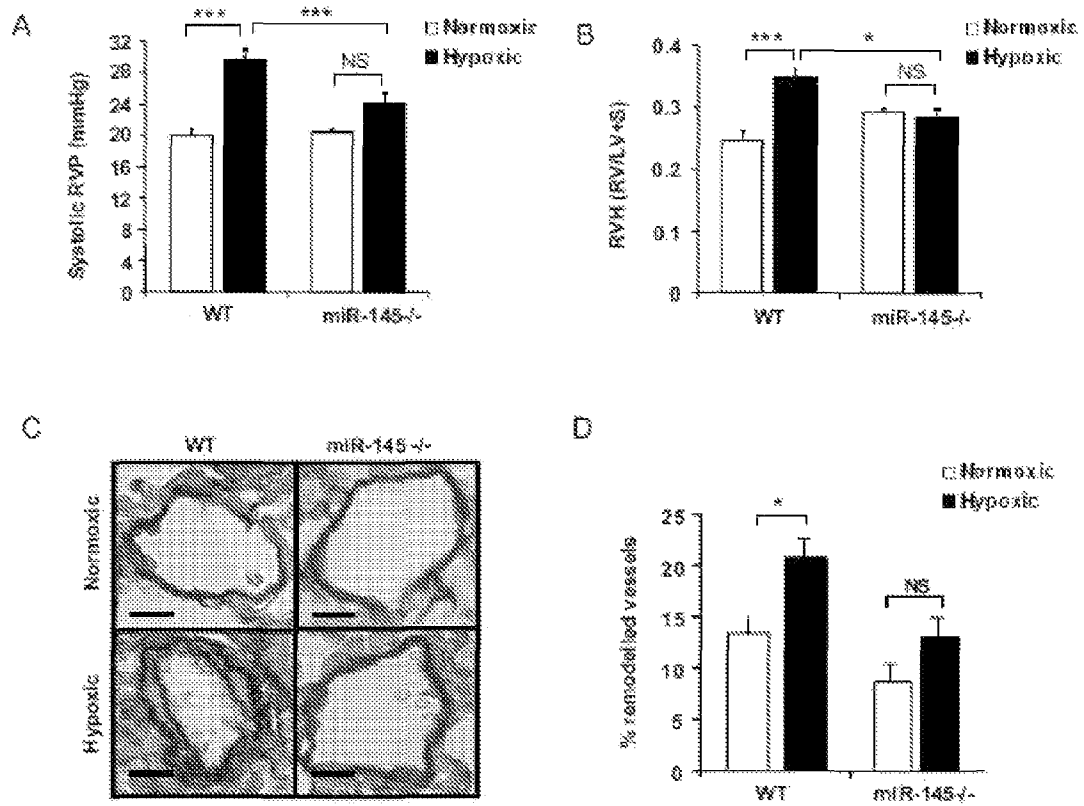 A
*** ***
Normoxic
Hypoxic
NS
Systolic RVP (mmHg)
32
28
24
20
16
12
8
4
0
WT miR-145-/-
B
*** *
Normoxic
Hypoxic
NS
RVH (RV/LV+S)
0.4
0.3
0.2
0.1
0
WT miR-145-/-
C
WT miR-145 -/-
Normoxic
Hypoxic
D
Normoxic
Hypoxic
*
NS
% remodelled vessels
25
20
15
10
5
0
WT miR-145-/-